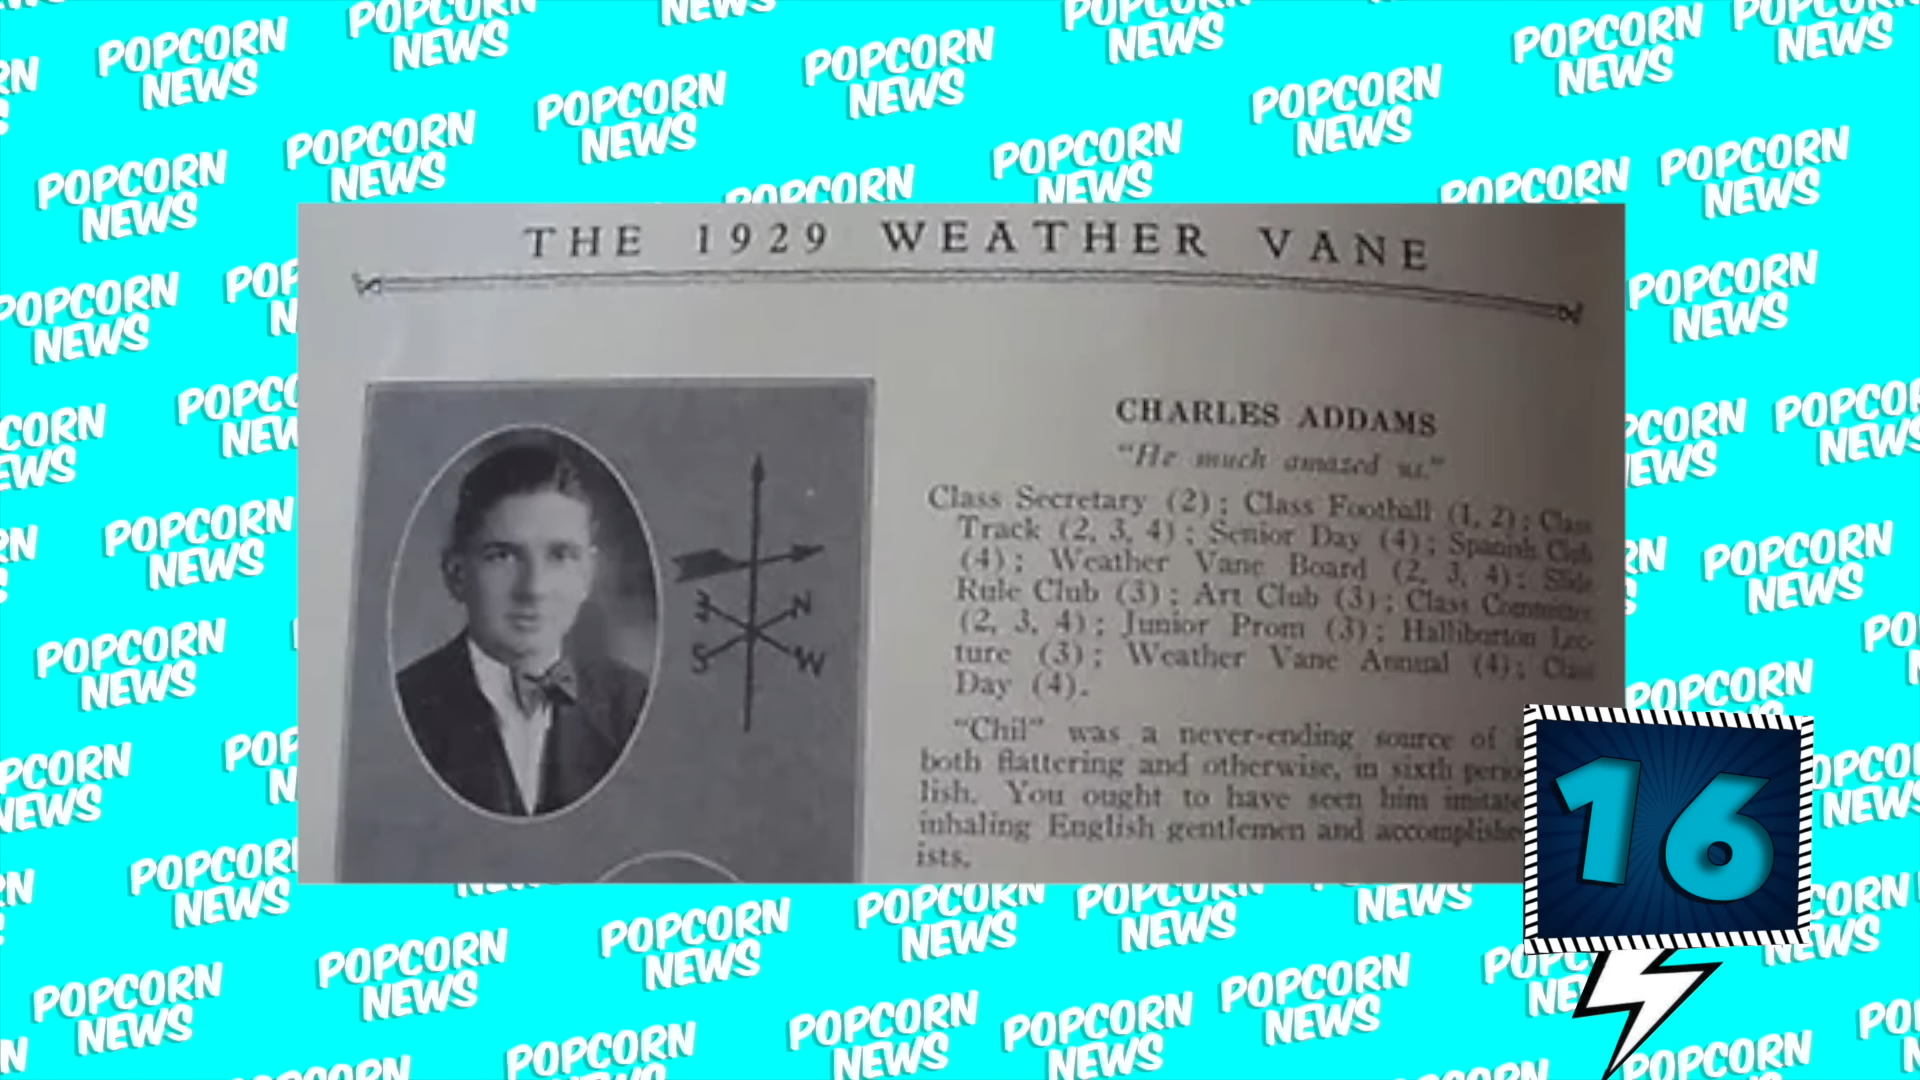 POPCORN NEWS
THE 1929 WEATHER VANE
CHARLES ADDAMS
"He much amazed us."
Class Secretary (2); Class Football (1, 2); Class
Track (2, 3, 4); Senior Day (4); Spanish Club
(4); Weather Vane Board (2, 3, 4); Slide
Rule Club (3); Art Club (3); Class Committee
(2, 3, 4); Junior Prom (3); Halliburton Lec-
ture (3); Weather Vane Annual (4); Class
Day (4).
"Chil" was a never-ending source of
both flattering and otherwise, in sixth
lish. You ought to have seen him
inhaling English gentlemen and
ists.
N
S
W
16